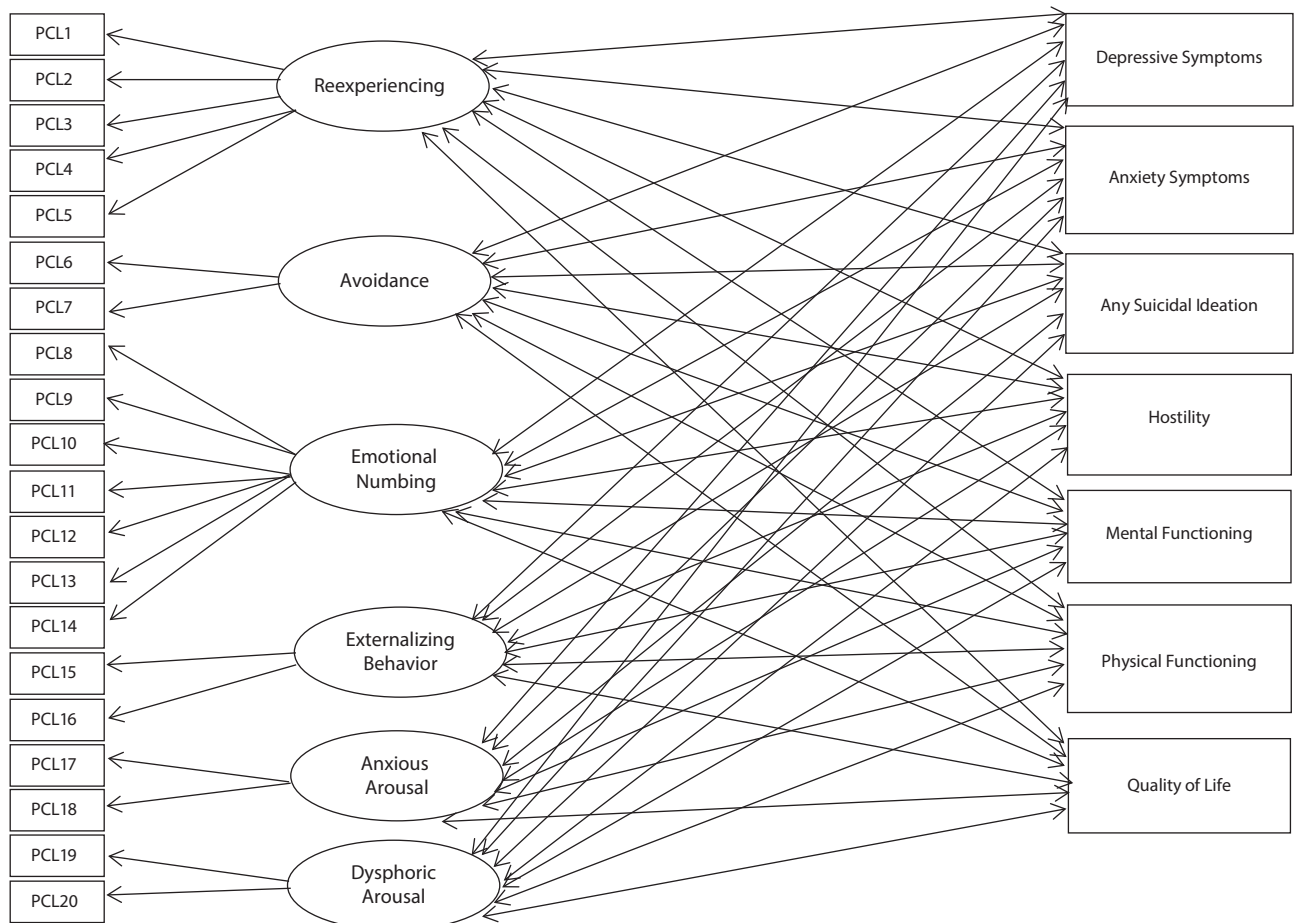 PCL1
PCL2
PCL3
PCL4
PCL5
PCL6
PCL7
PCL8
PCL9
PCL10
PCL11
PCL12
PCL13
PCL14
PCL15
PCL16
PCL17
PCL18
PCL19
PCL20
Reexperiencing
Avoidance
Emotional
Numbing
Externalizing
Behavior
Anxious
Arousal
Dysphoric
Arousal
Depressive Symptoms
Anxiety Symptoms
Any Suicidal Ideation
Hostility
Mental Functioning
Physical Functioning
Quality of Life